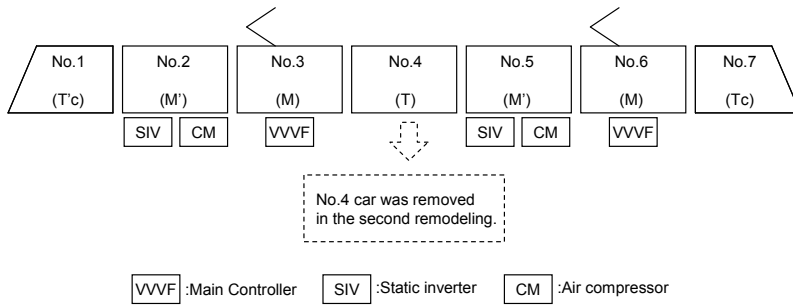 No.1
(T'c)
No.2
(M')
No.3
(M)
No.4
(T)
No.5
(M')
No.6
(M)
No.7
(Tc)
SIV
CM
VVVF
SIV
CM
VVVF
No.4 car was removed
in the second remodeling.
VVVF :Main Controller
SIV :Static inverter
CM :Air compressor